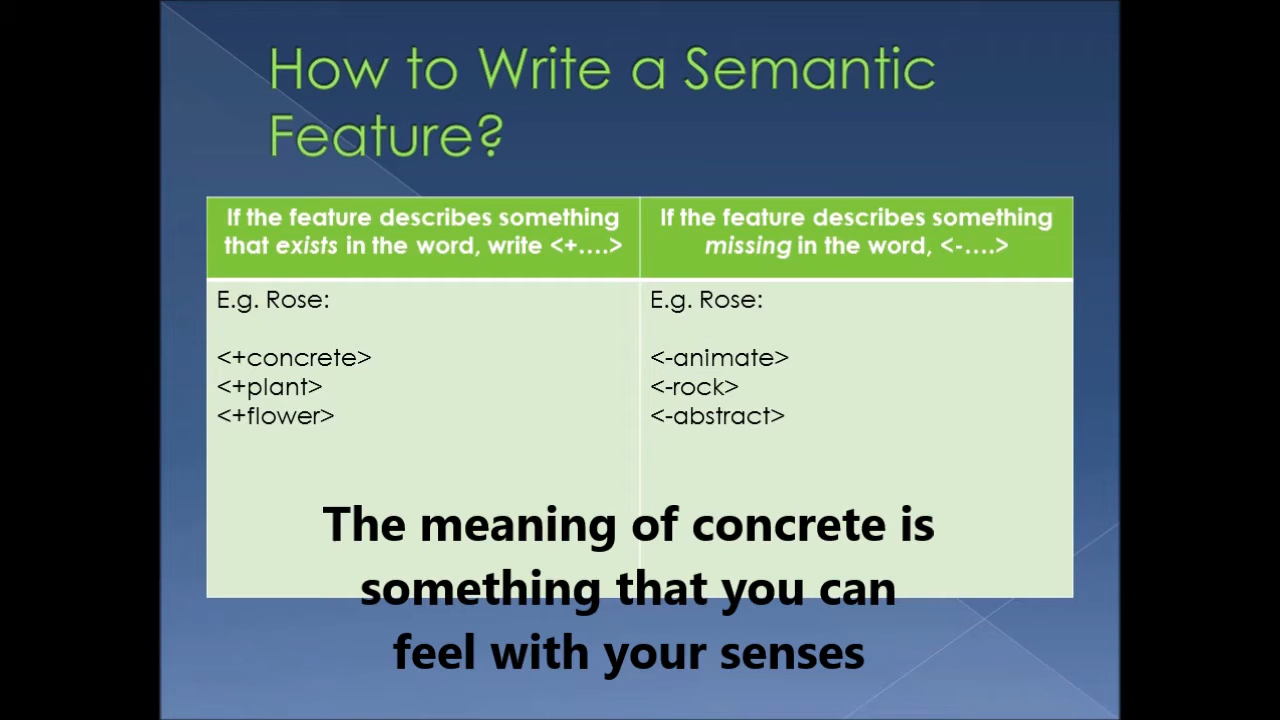 How to Write a Semantic
Feature?
If the feature describes something
that exists in the word, write <+....>
If the feature describes something
missing in the word, <-....>
E.g. Rose:
<+concrete>
<+plant>
<+flower>
E.g. Rose:
<-animate>
<-rock>
<-abstract>
The meaning of concrete is
something that you can
feel with your senses